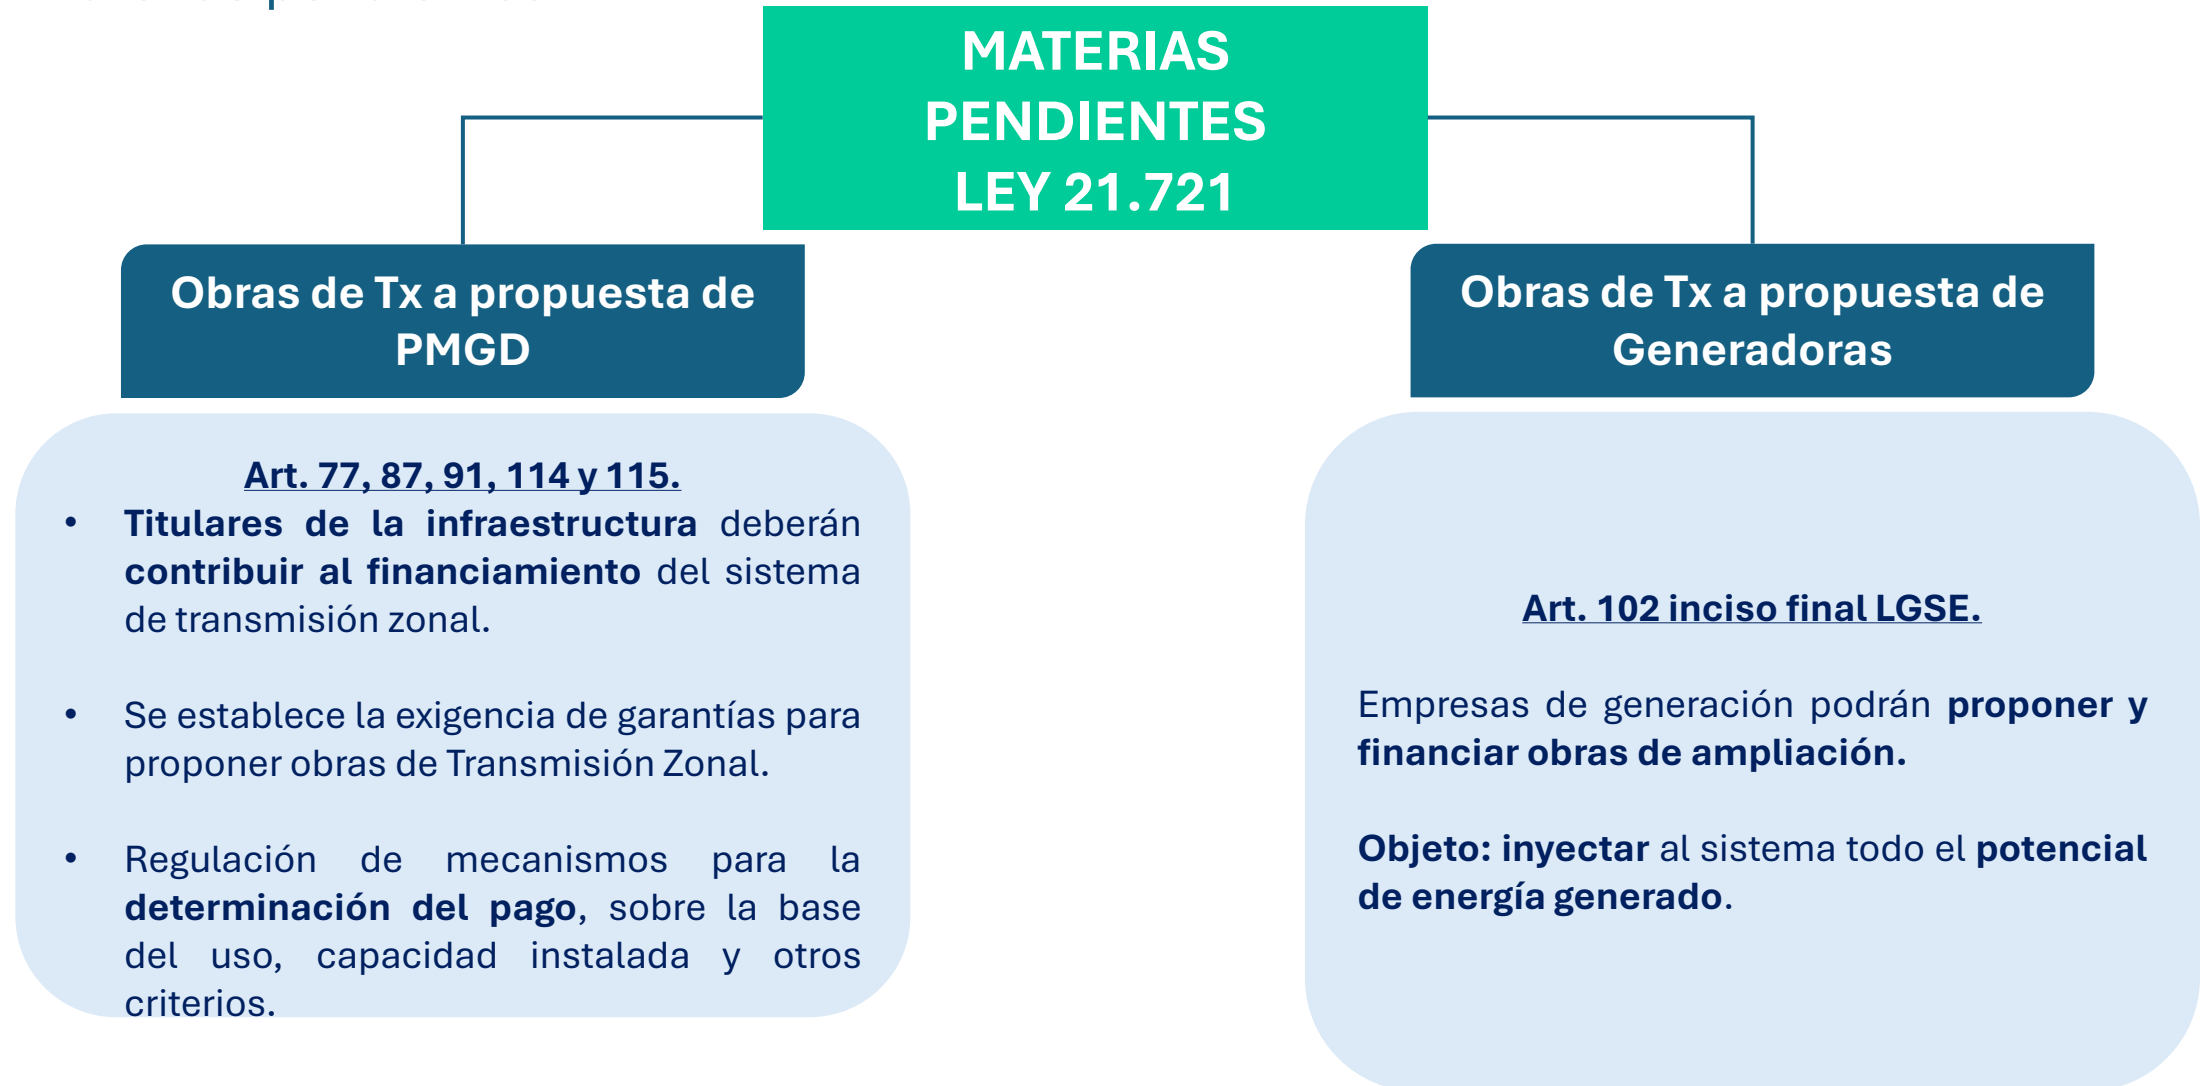 MATERIAS
PENDIENTES
LEY 21.721
Obras de Tx a propuesta de
PMGD
Art. 77, 87, 91, 114 y 115.
• Titulares de la infraestructura deberán
contribuir al financiamiento del sistema
de transmisión zonal.
• Se establece la exigencia de garantías para
proponer obras de Transmisión Zonal.
• Regulación de mecanismos para la
determinación del pago, sobre la base
del uso, capacidad instalada y otros
criterios.
Obras de Tx a propuesta de
Generadoras
Art. 102 inciso final LGSE.
Empresas de generación podrán proponer y
financiar obras de ampliación.
Objeto: inyectar al sistema todo el potencial
de energía generado.